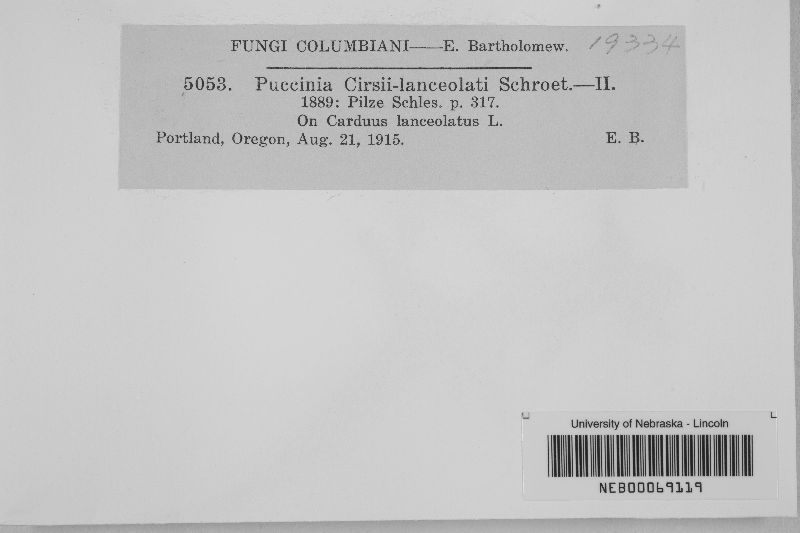 FUNGI COLUMBIANI——E. Bartholomew. 19334
5053. Puccinia Cirsii-lanceolati Schroet.—II.
1889: Pilze Schles. p. 317.
On Carduus lanceolatus L.
Portland, Oregon, Aug. 21, 1915. E. B.
University of Nebraska - Lincoln
NEB00069119